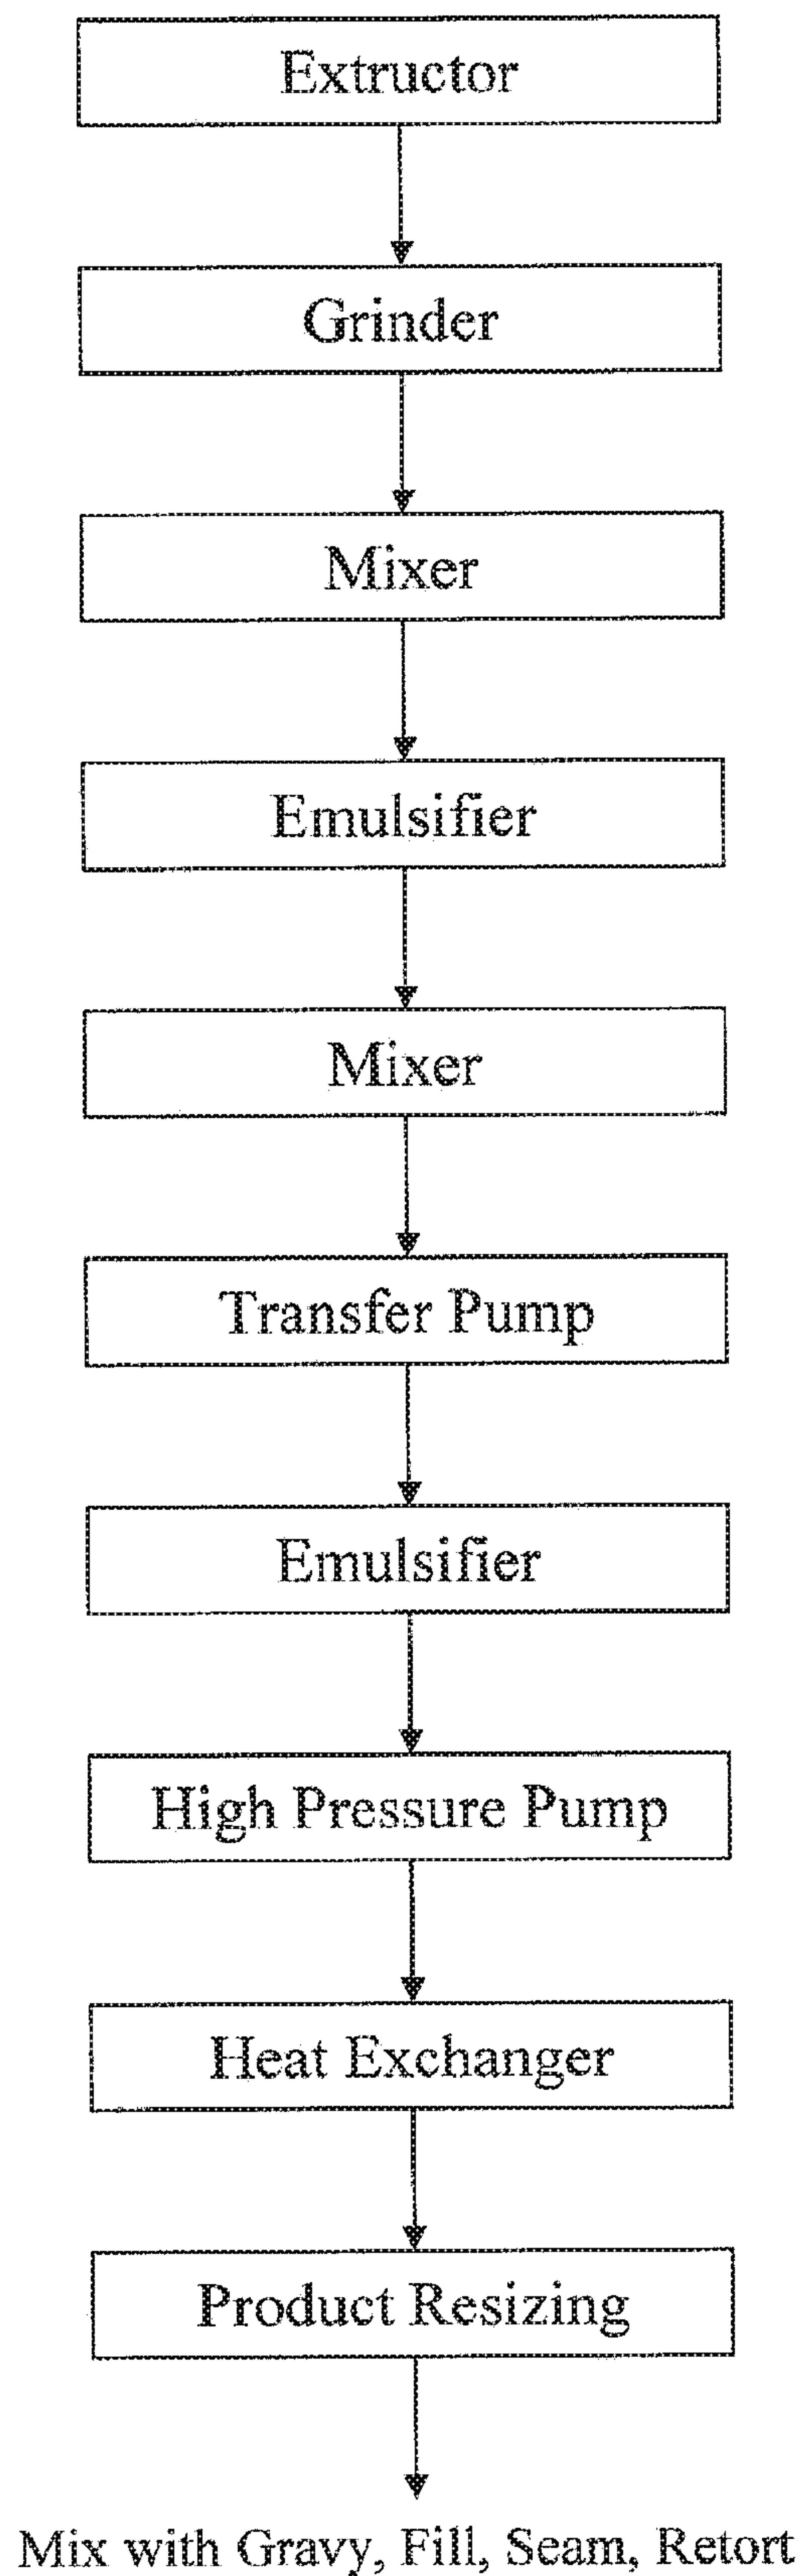 Extructor
Grinder
Mixer
Emulsifier
Mixer
Transfer Pump
Emulsifier
High Pressure Pump
Heat Exchanger
Product Resizing
Mix with Gravy, Fill, Seam, Retort